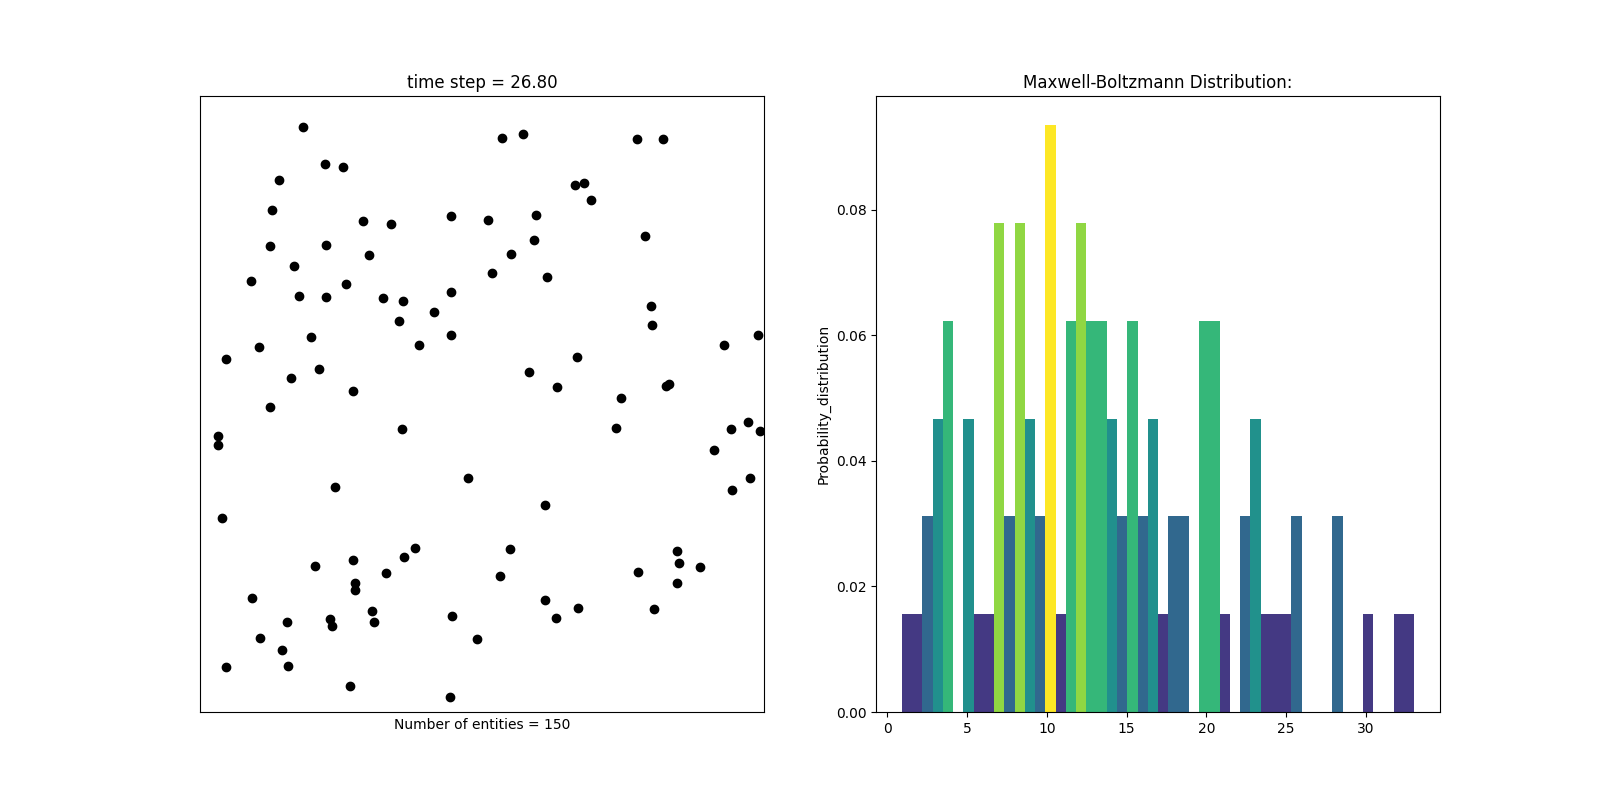 time step = 26.80
Number of entities = 150
Maxwell-Boltzmann Distribution:
Probability_distribution
0.08
0.06
0.04
0.02
0.00
0 5 10 15 20 25 30